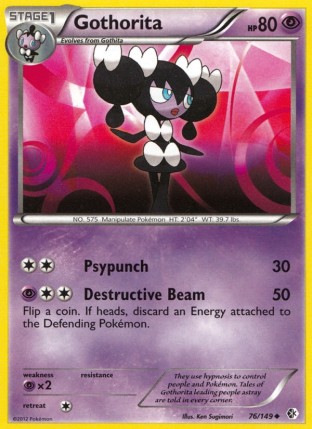 STAGE1
Gothorita
HP80
Evolves from Gothita
NO. 575 Manipulate Pokémon HT: 2'04" WT: 39.7 lbs.
Psypunch 30
Destructive Beam 50
Flip a coin. If heads, discard an Energy attached to
the Defending Pokémon.
weakness resistance
×2
They use hypnosis to control
people and Pokémon. Tales of
Gothorita leading people astray
are told in every corner.
retreat
©2012 Pokémon
Illus. Ken Sugimori
76/149